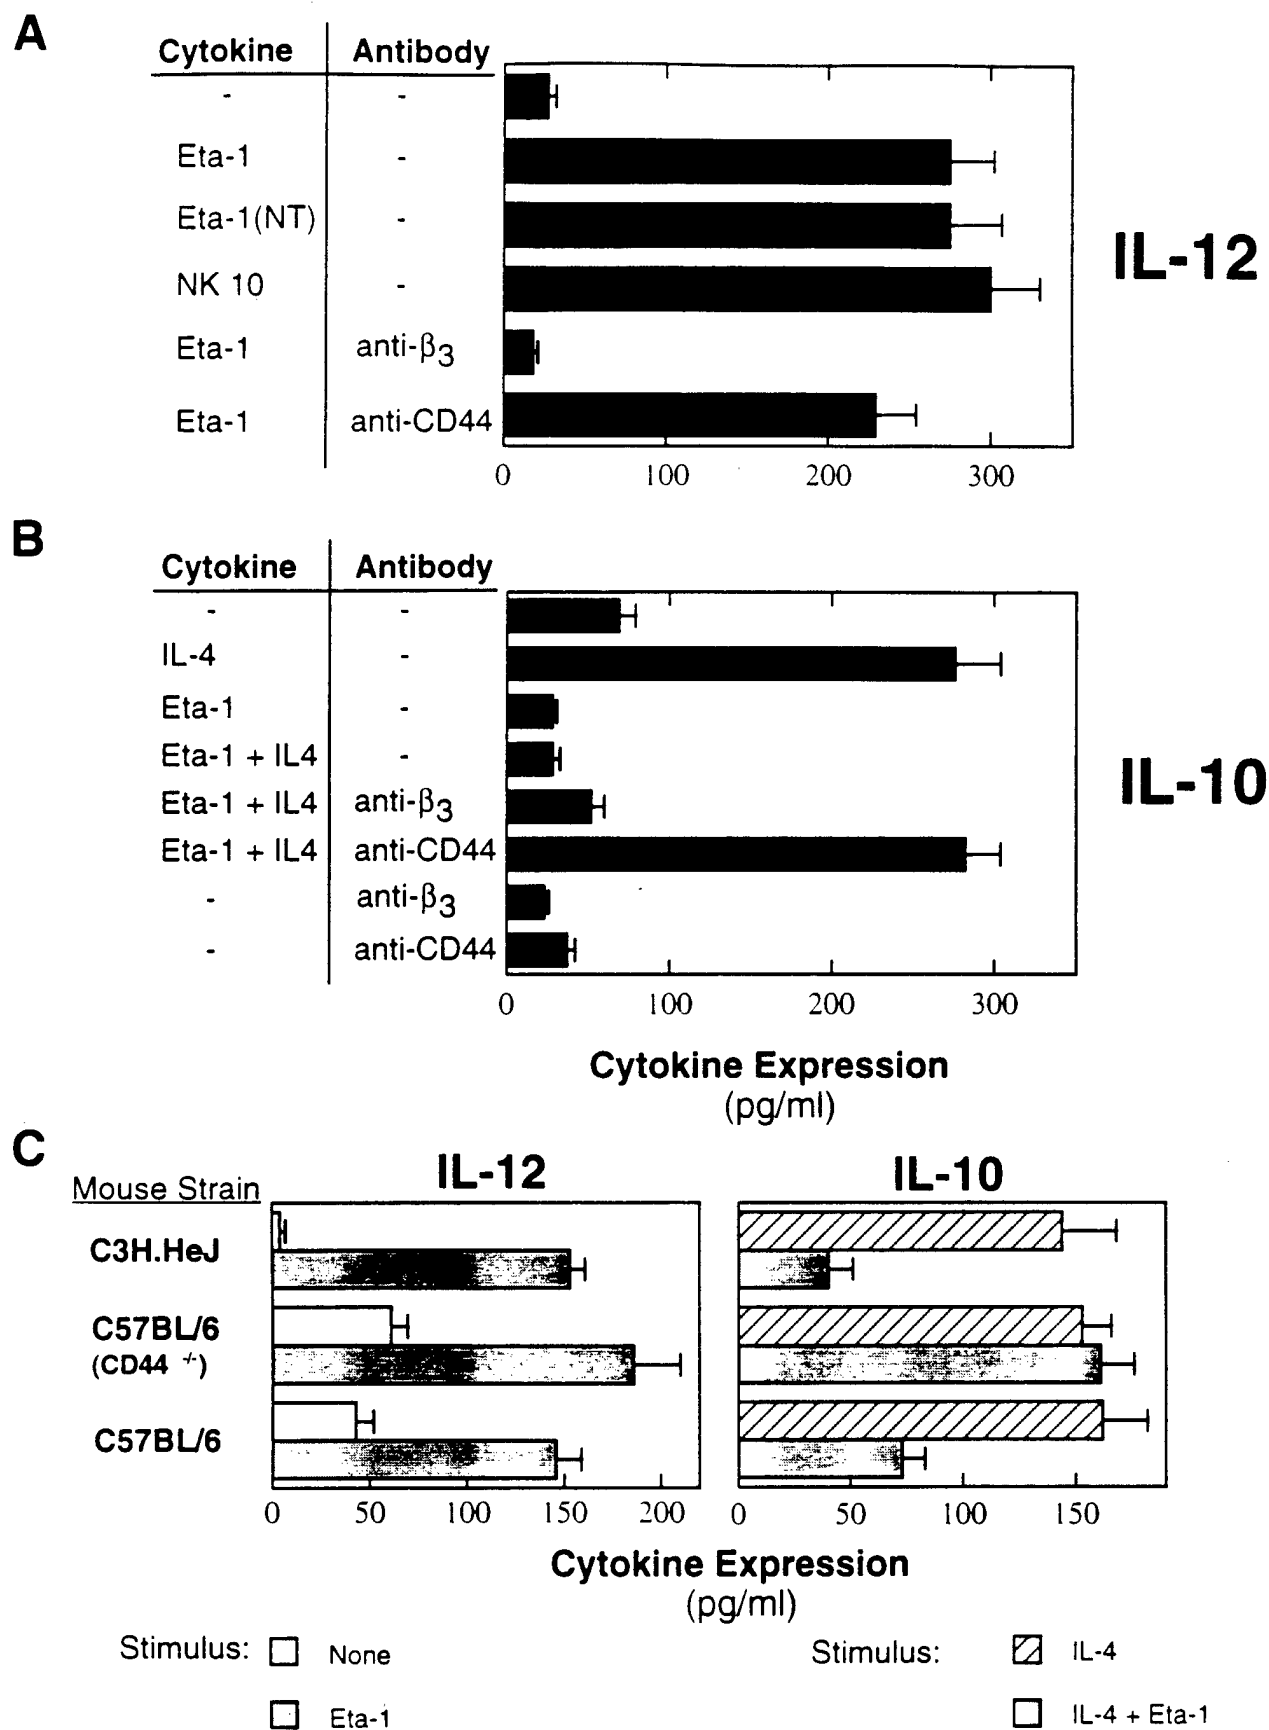 A
Cytokine Antibody
- -
Eta-1 -
Eta-1(NT) -
NK 10 -
Eta-1 anti-β3
Eta-1 anti-CD44
IL-12
0 100 200 300
B
Cytokine Antibody
- -
IL-4 -
Eta-1 -
Eta-1 + IL4 -
Eta-1 + IL4 anti-β3
Eta-1 + IL4 anti-CD44
- anti-β3
- anti-CD44
IL-10
0 100 200 300
Cytokine Expression
(pg/ml)
C
IL-12 IL-10
Mouse Strain
C3H.HeJ
C57BL/6
(CD44 -/-)
C57BL/6
0 50 100 150 200 0 50 100 150
Cytokine Expression
(pg/ml)
Stimulus: None Stimulus: IL-4
Eta-1 IL-4 + Eta-1